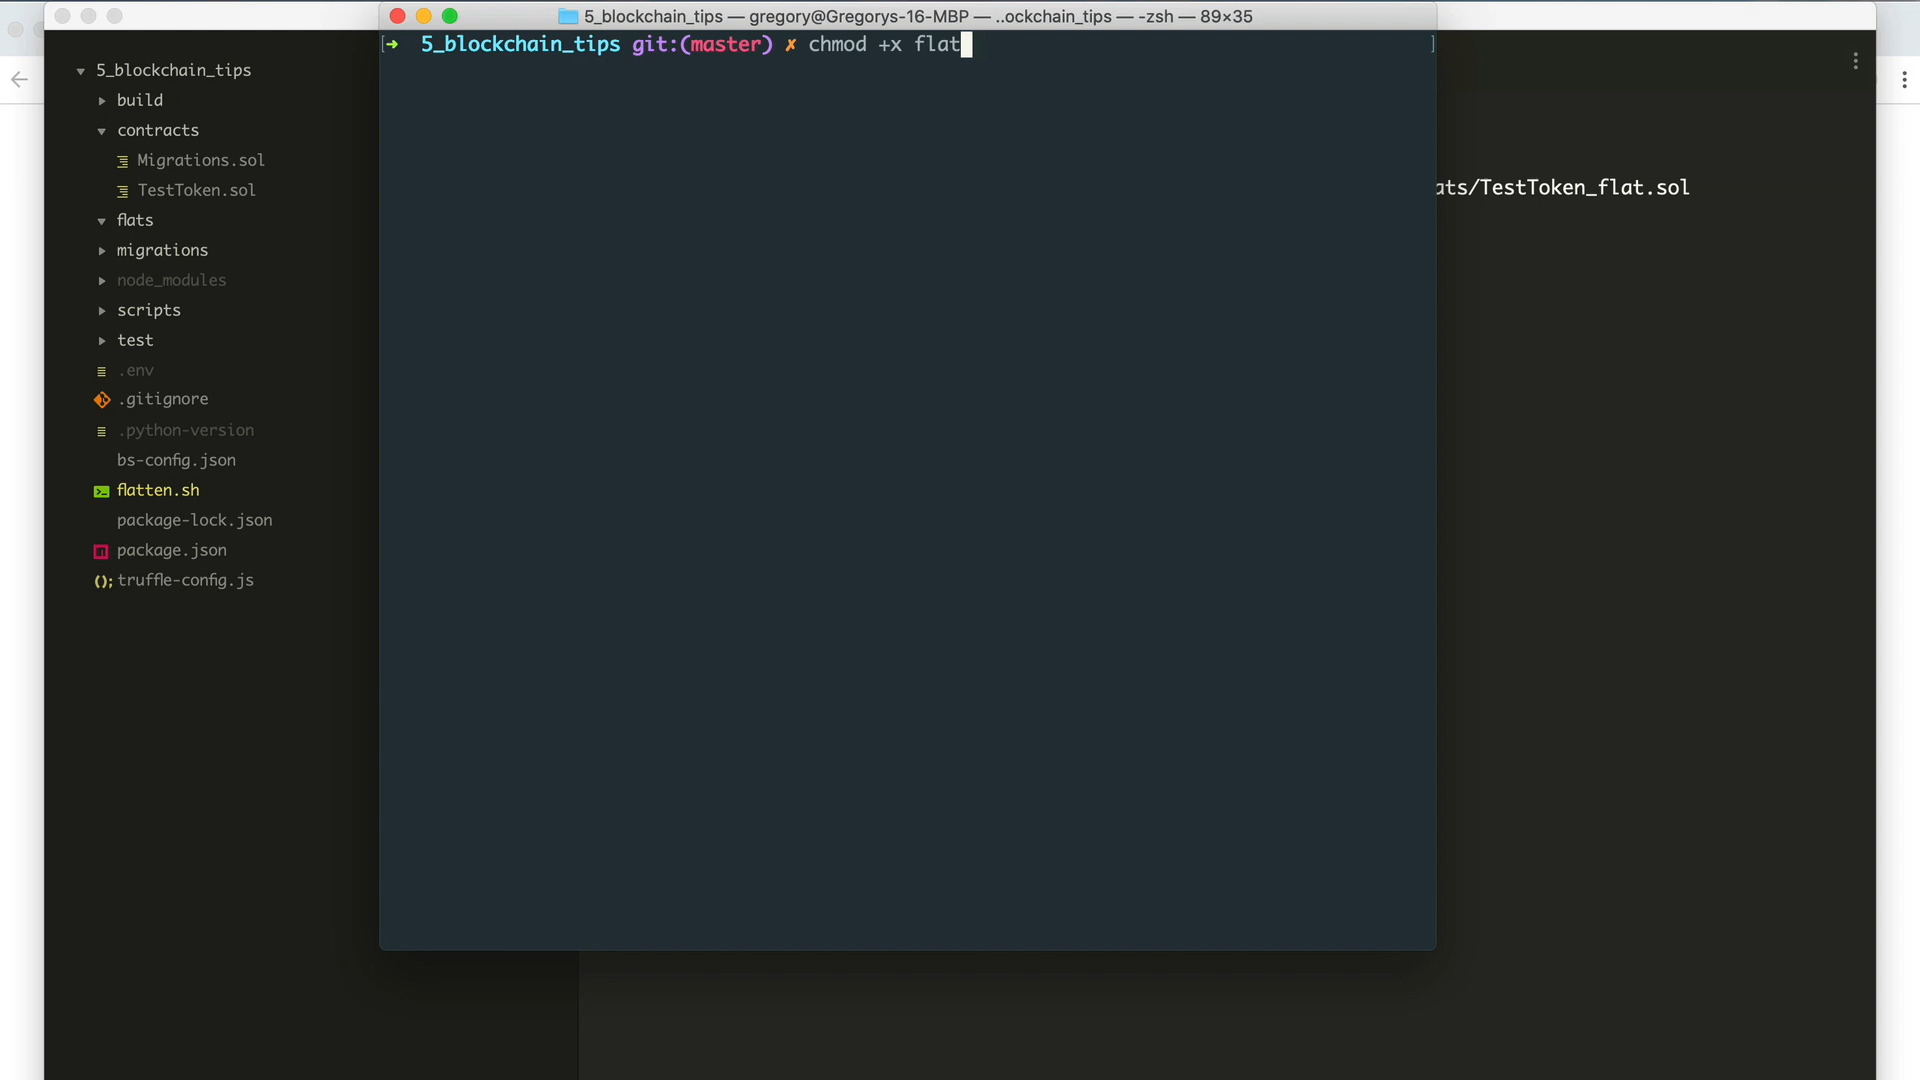 5_blockchain_tips — gregory@Gregorys-16-MBP — ..ockchain_tips — -zsh — 89×35
[➜ 5_blockchain_tips git:(master) ✗ chmod +x flat ]
5_blockchain_tips
build
contracts
Migrations.sol
TestToken.sol
flats
migrations
node_modules
scripts
test
.env
.gitignore
.python-version
bs-config.json
flatten.sh
package-lock.json
package.json
truffle-config.js
ats/TestToken_flat.sol